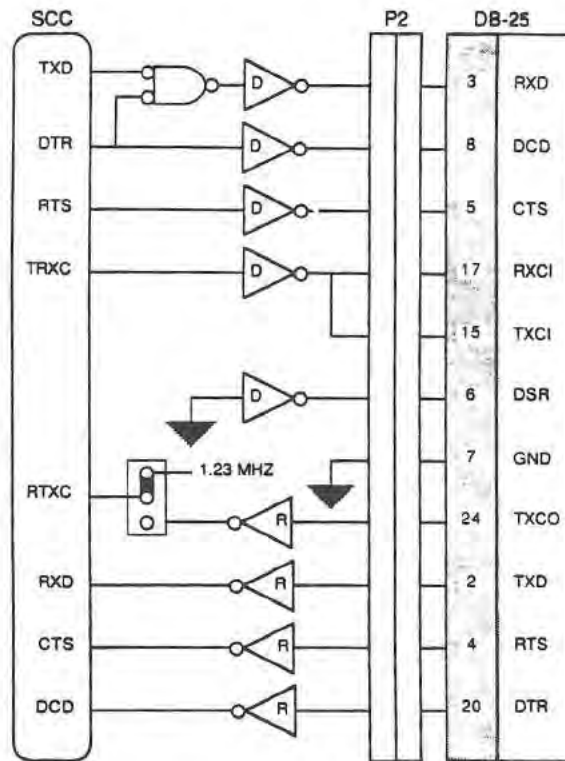 SCC P2 DB-25
TXD D 3 RXD
DTR D 8 DCD
RTS D 5 CTS
TRXC D 17 RXCI
15 TXCI
D 6 DSR
1.23 MHZ 7 GND
RTXC
R 24 TXCO
RXD R 2 TXD
CTS R 4 RTS
DCD R 20 DTR